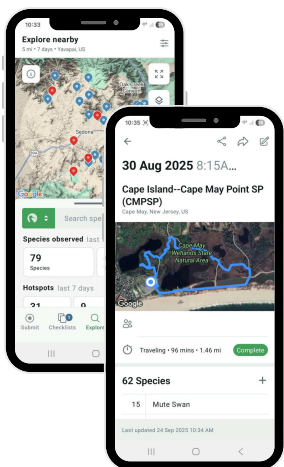 10:33
Explore nearby
5 mi • 7 days • Yavapai, US
Sedona
Google
Search spe
Species observed last
79
Species
Hotspots last 7 days
31
9
Submit
Checklists
Explore
10:35
30 Aug 2025 8:15A...
Cape Island--Cape May Point SP
(CMPSP)
Cape May, New Jersey, US
Cape May
Wetlands State
Natural Area
Google
Traveling • 96 mins • 1.46 mi
Complete
62 Species
15 Mute Swan
Last updated 24 Sep 2025 10:34 AM